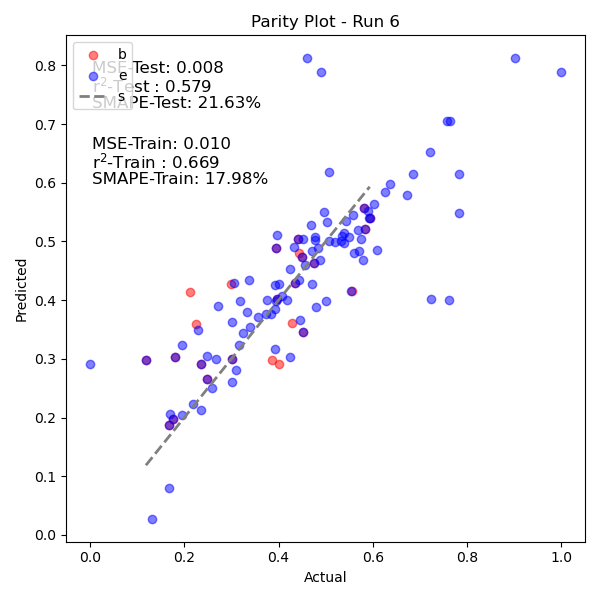 Parity Plot - Run 6
b
e
s
MSE-Test: 0.008
r²-Test : 0.579
SMAPE-Test: 21.63%
MSE-Train: 0.010
r²-Train : 0.669
SMAPE-Train: 17.98%
Predicted
0.8
0.7
0.6
0.5
0.4
0.3
0.2
0.1
0.0
0.0 0.2 0.4 0.6 0.8 1.0
Actual